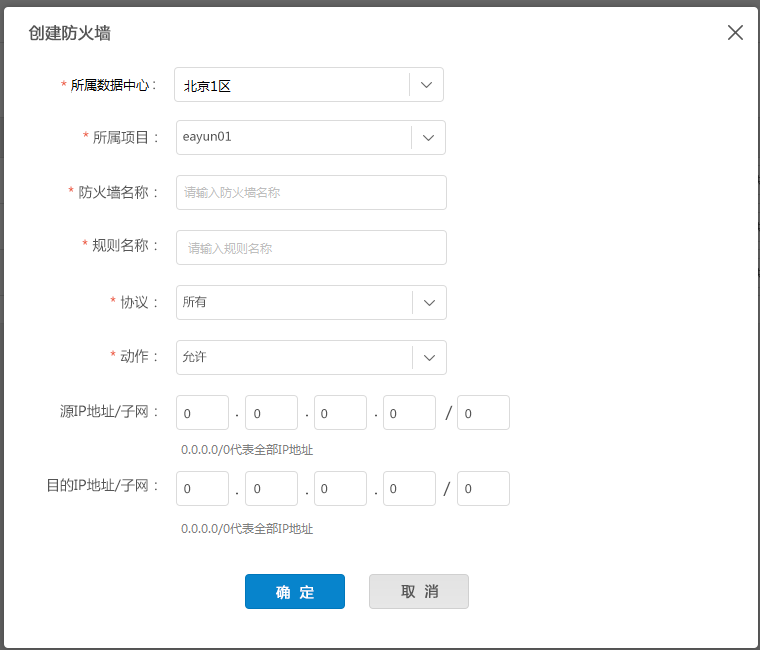 创建防火墙
* 所属数据中心： 北京1区
* 所属项目： eayun01
* 防火墙名称： 请输入防火墙名称
* 规则名称： 请输入规则名称
* 协议： 所有
* 动作： 允许
源IP地址/子网： 0 . 0 . 0 . 0 / 0
0.0.0.0/0代表全部IP地址
目的IP地址/子网： 0 . 0 . 0 . 0 / 0
0.0.0.0/0代表全部IP地址
确 定 取 消